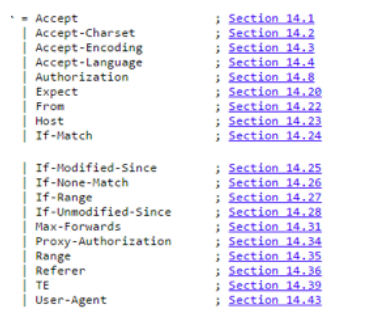 = Accept ; Section 14.1
| Accept-Charset ; Section 14.2
| Accept-Encoding ; Section 14.3
| Accept-Language ; Section 14.4
| Authorization ; Section 14.8
| Expect ; Section 14.20
| From ; Section 14.22
| Host ; Section 14.23
| If-Match ; Section 14.24
| If-Modified-Since ; Section 14.25
| If-None-Match ; Section 14.26
| If-Range ; Section 14.27
| If-Unmodified-Since ; Section 14.28
| Max-Forwards ; Section 14.31
| Proxy-Authorization ; Section 14.34
| Range ; Section 14.35
| Referer ; Section 14.36
| TE ; Section 14.39
| User-Agent ; Section 14.43